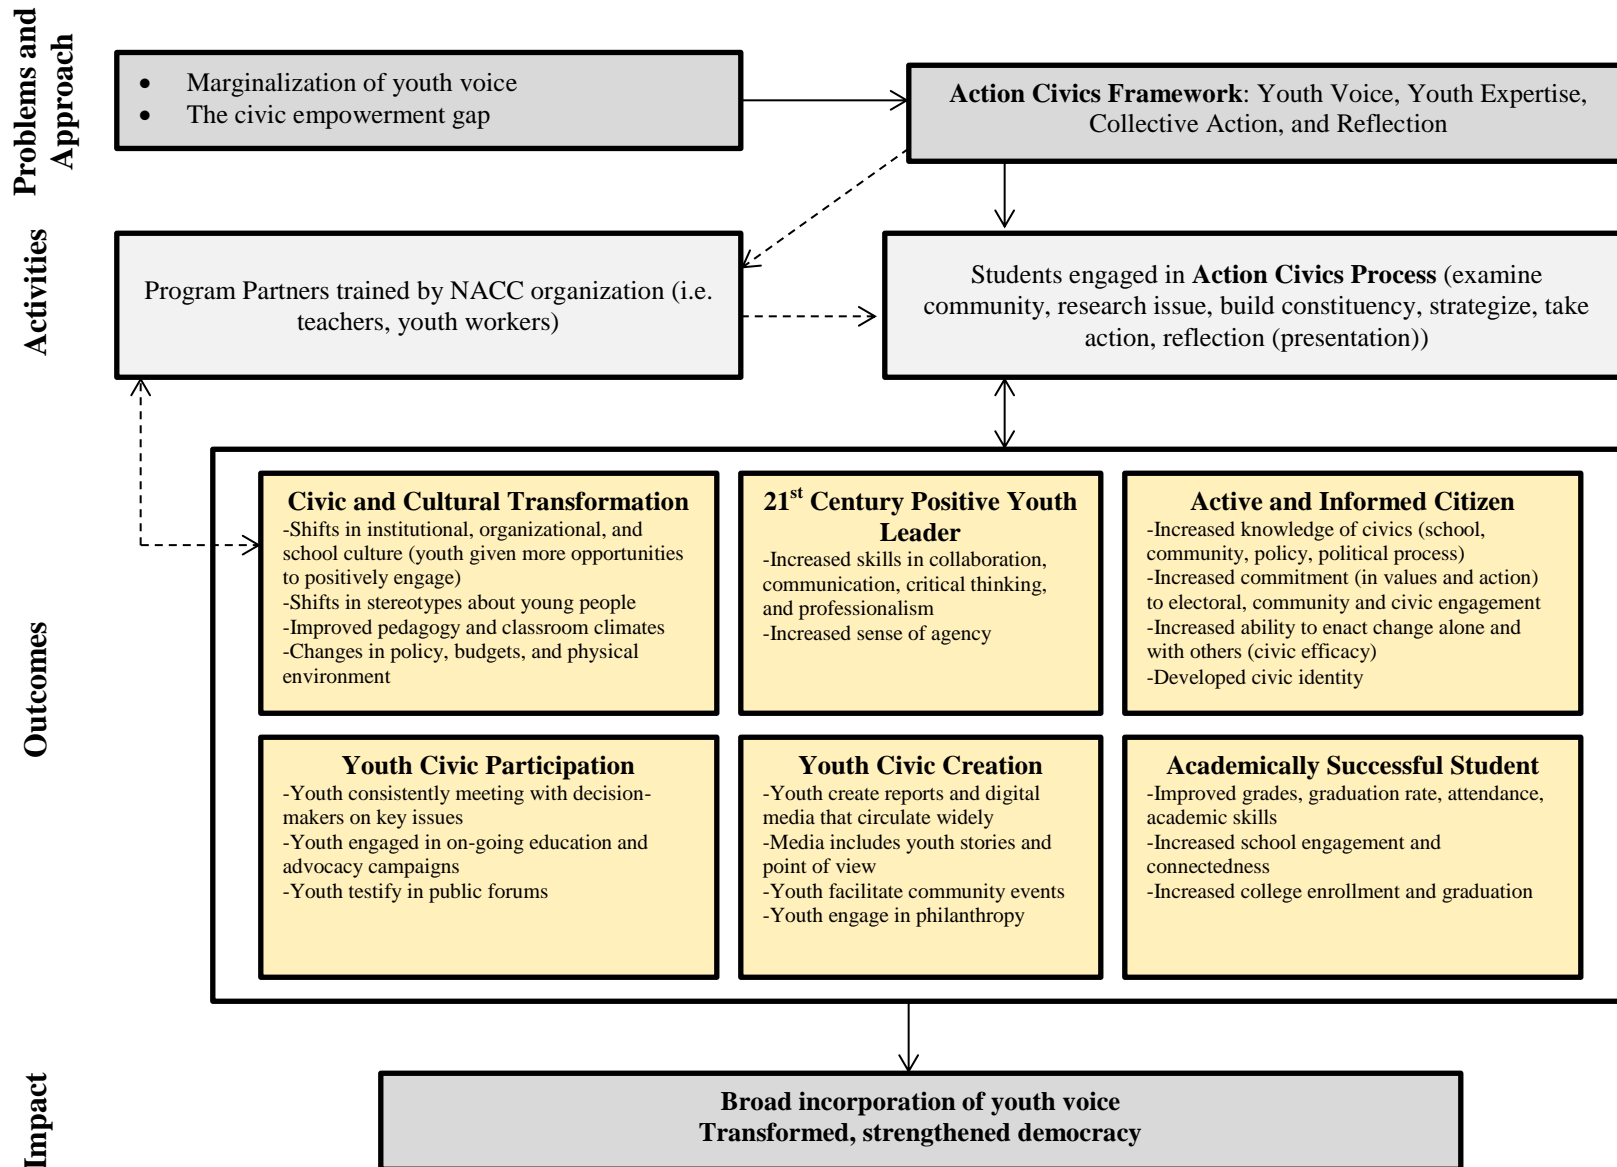 Problems and
Approach
• Marginalization of youth voice
• The civic empowerment gap
Action Civics Framework: Youth Voice, Youth Expertise,
Collective Action, and Reflection
Activities
Program Partners trained by NACC organization (i.e.
teachers, youth workers)
Students engaged in Action Civics Process (examine
community, research issue, build constituency, strategize, take
action, reflection (presentation))
Outcomes
Civic and Cultural Transformation
-Shifts in institutional, organizational, and
school culture (youth given more opportunities
to positively engage)
-Shifts in stereotypes about young people
-Improved pedagogy and classroom climates
-Changes in policy, budgets, and physical
environment
21st Century Positive Youth
Leader
-Increased skills in collaboration,
communication, critical thinking,
and professionalism
-Increased sense of agency
Active and Informed Citizen
-Increased knowledge of civics (school,
community, policy, political process)
-Increased commitment (in values and action)
to electoral, community and civic engagement
-Increased ability to enact change alone and
with others (civic efficacy)
-Developed civic identity
Youth Civic Participation
-Youth consistently meeting with decision-
makers on key issues
-Youth engaged in on-going education and
advocacy campaigns
-Youth testify in public forums
Youth Civic Creation
-Youth create reports and digital
media that circulate widely
-Media includes youth stories and
point of view
-Youth facilitate community events
-Youth engage in philanthropy
Academically Successful Student
-Improved grades, graduation rate, attendance,
academic skills
-Increased school engagement and
connectedness
-Increased college enrollment and graduation
Impact
Broad incorporation of youth voice
Transformed, strengthened democracy